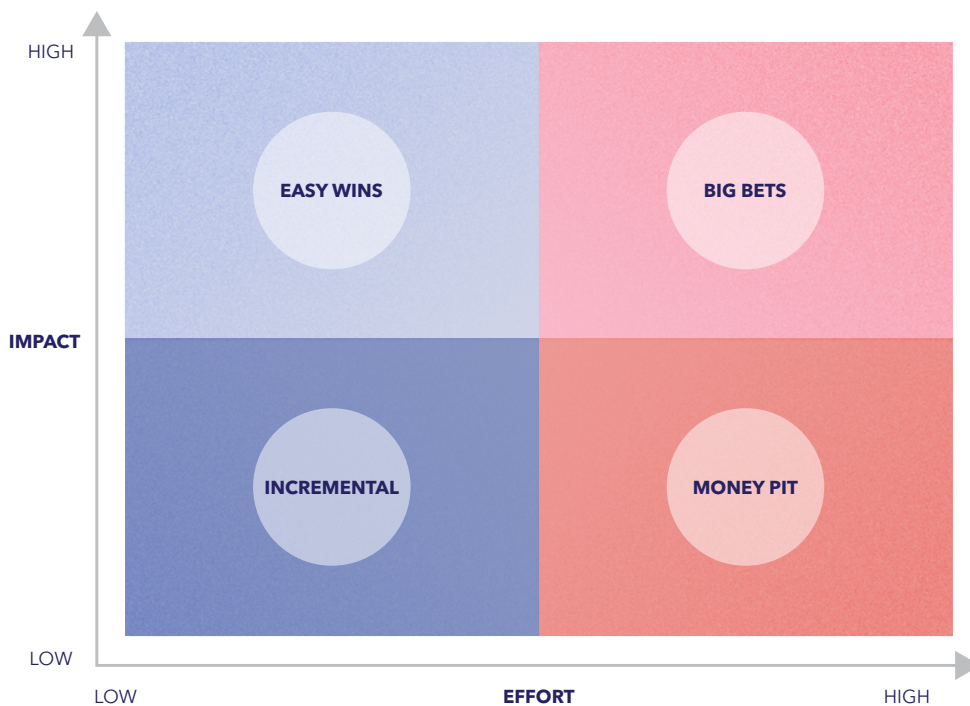 HIGH
EASY WINS
BIG BETS
IMPACT
INCREMENTAL
MONEY PIT
LOW
LOW
EFFORT
HIGH